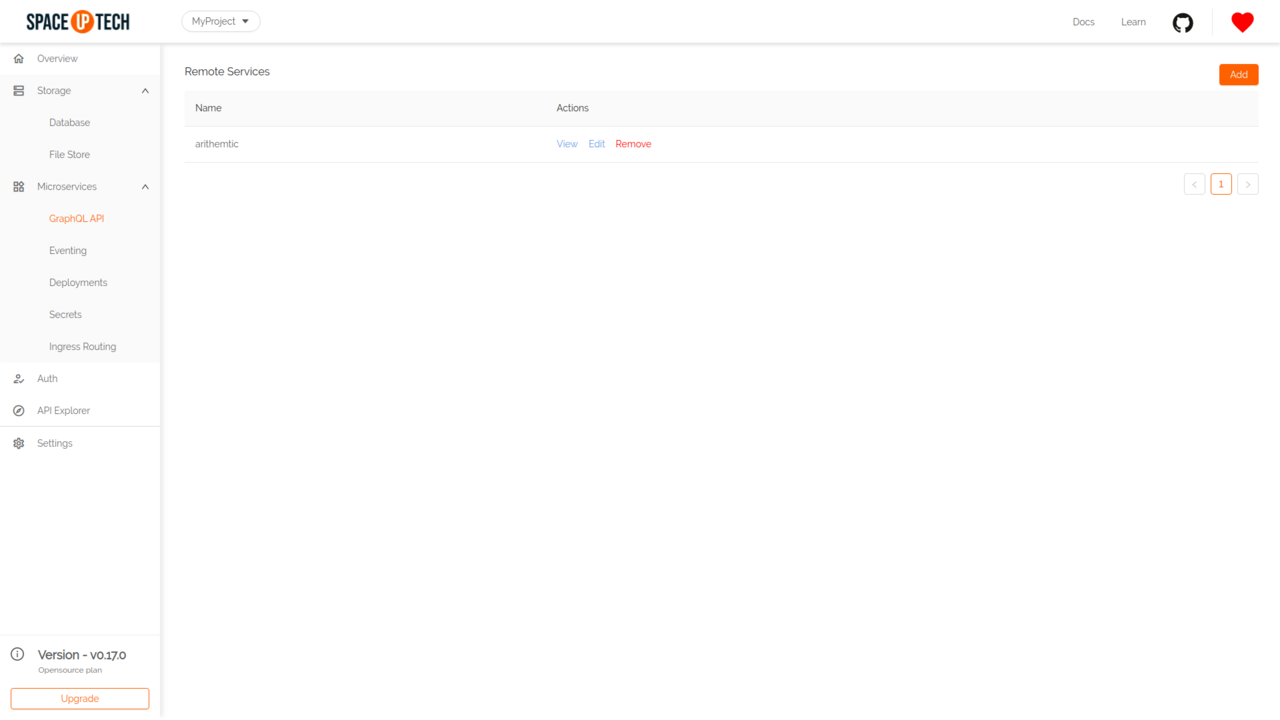 SPACE UP TECH
MyProject
Docs
Learn
Overview
Storage
Database
File Store
Microservices
GraphQL API
Eventing
Deployments
Secrets
Ingress Routing
Auth
API Explorer
Settings
Version - v0.17.0
Opensource plan
Upgrade
Remote Services
Add
Name Actions
arithemtic View Edit Remove
1